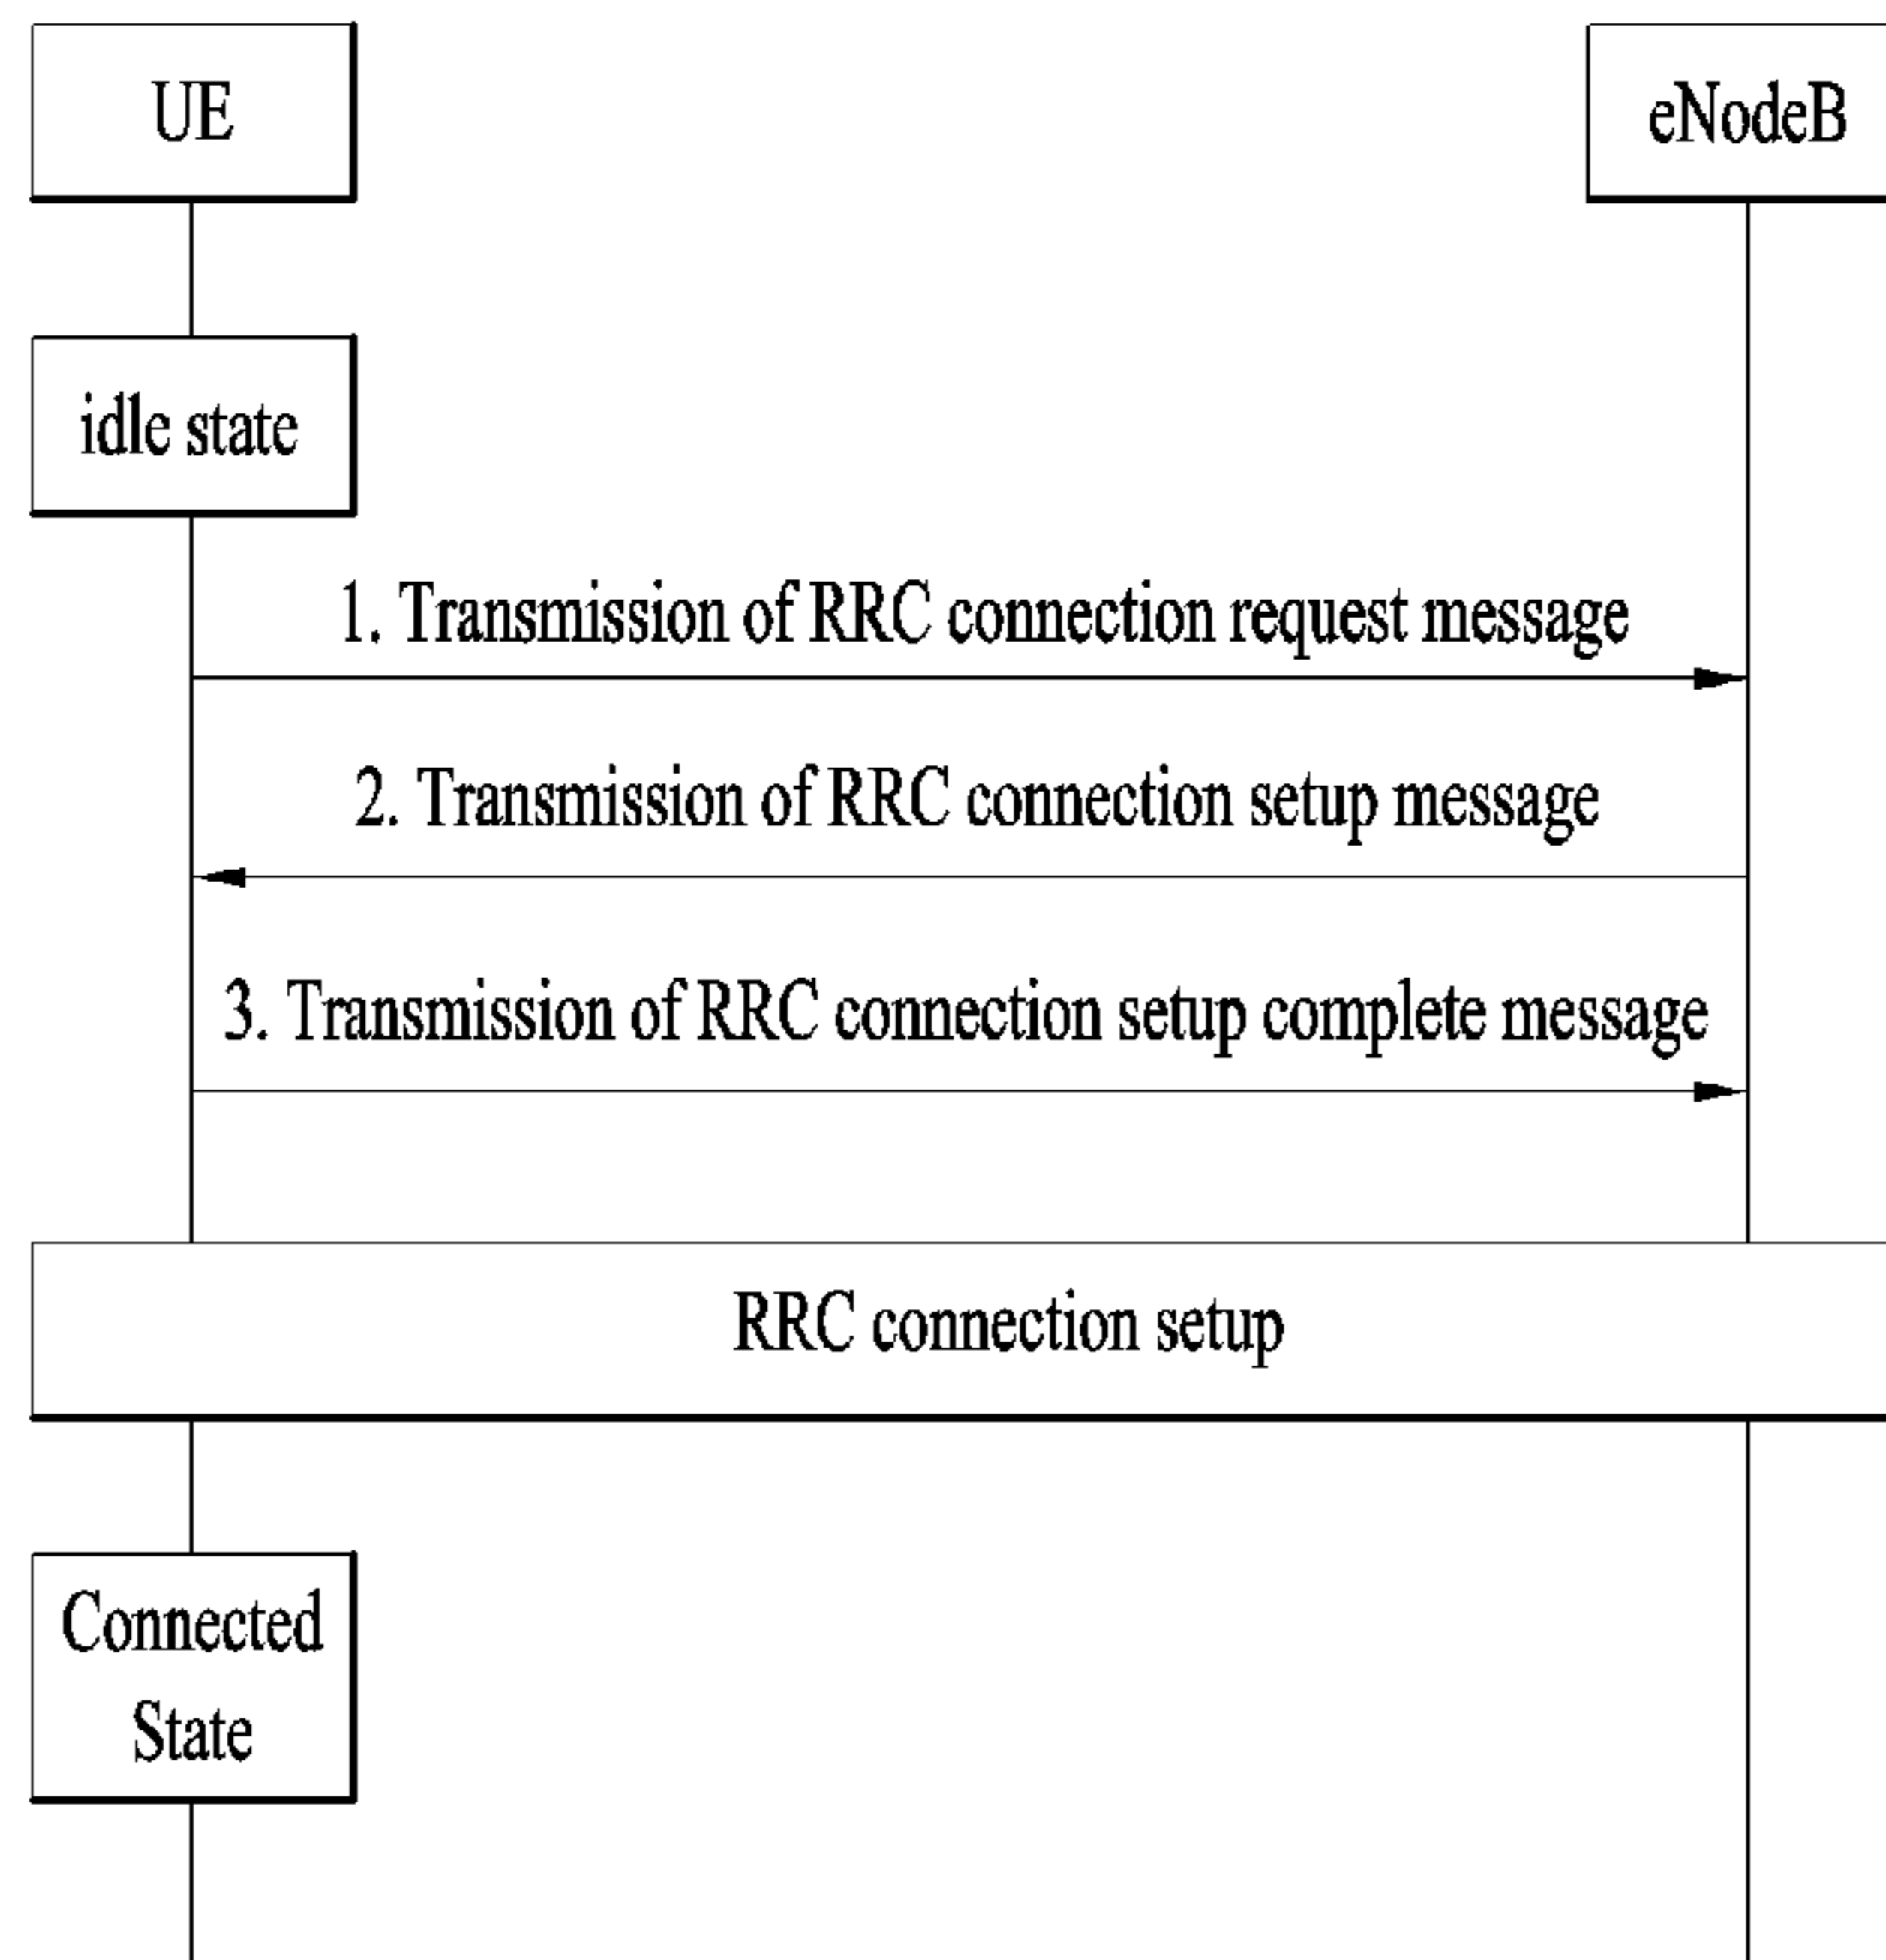 UE
eNodeB
idle state
1. Transmission of RRC connection request message
2. Transmission of RRC connection setup message
3. Transmission of RRC connection setup complete message
RRC connection setup
Connected
State